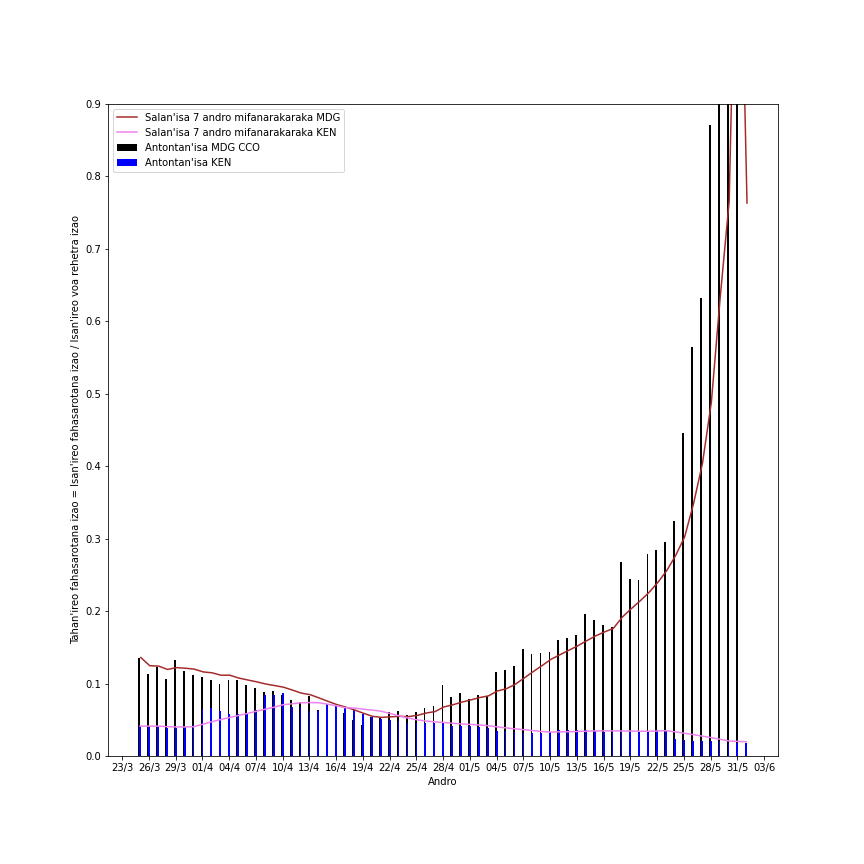 Salan'isa 7 andro mifanarakaraka MDG
Salan'isa 7 andro mifanarakaraka KEN
Antontan'isa MDG CCO
Antontan'isa KEN
Tahan'ireo fahasarotana izao = Isan'ireo fahasarotana izao / Isan'ireo voa rehetra izao
0.9
0.8
0.7
0.6
0.5
0.4
0.3
0.2
0.1
0.0
23/3 26/3 29/3 01/4 04/4 07/4 10/4 13/4 16/4 19/4 22/4 25/4 28/4 01/5 04/5 07/5 10/5 13/5 16/5 19/5 22/5 25/5 28/5 31/5 03/6
Andro